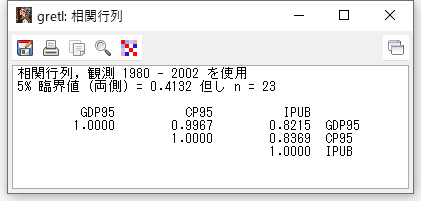 gretl: 相関行列
相関行列, 観測 1980 - 2002 を使用
5% 臨界値 (両側) = 0.4132 但し n = 23
GDP95 CP95 IPUB
1.0000 0.9967 0.8215 GDP95
1.0000 0.8369 CP95
1.0000 IPUB